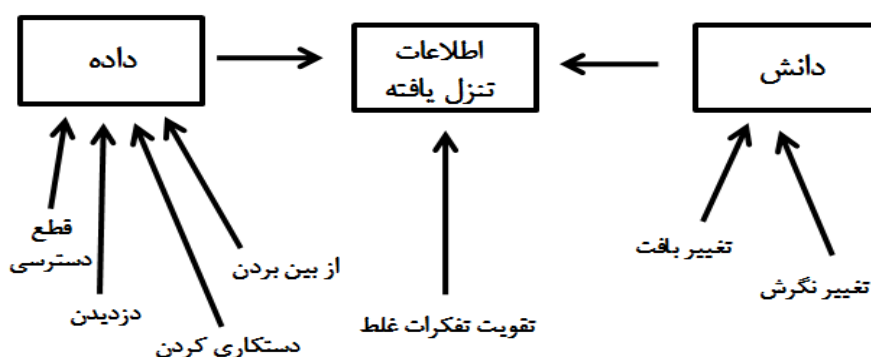 داده
اطلاعات
تنزل یافته
دانش
قطع
دسترسی
دزدیدن
دستکاری کردن
از بین بردن
تقویت تفکرات غلط
تغییر بافت
تغییر نگرش